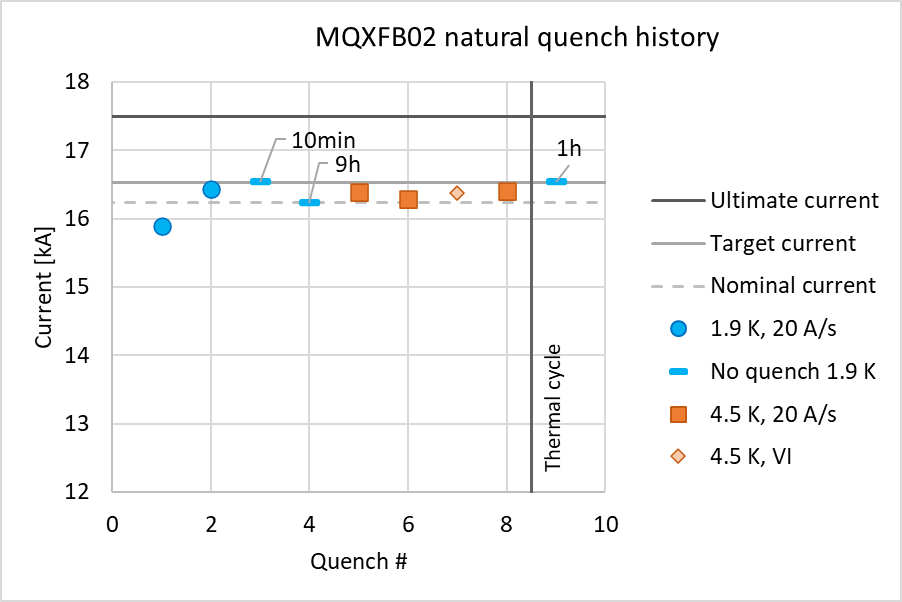 MQXFB02 natural quench history
18
17
16
15
14
13
12
Current [kA]
10min
9h
1h
Thermal cycle
0
2
4
6
8
10
Quench #
Ultimate current
Target current
Nominal current
1.9 K, 20 A/s
No quench 1.9 K
4.5 K, 20 A/s
4.5 K, VI